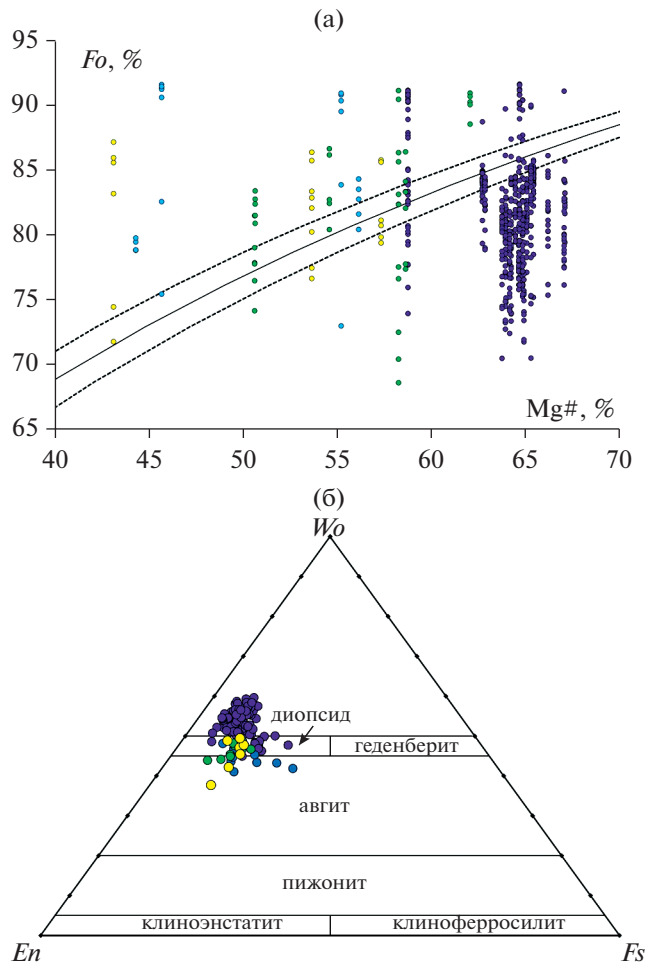 (а)
Fo, %
95
90
85
80
75
70
65
Mg#, %
40 45 50 55 60 65 70
(б)
Wo
диопсид
геденберит
авгит
пижонит
клиноэнстатит клиноферросилит
En Fs